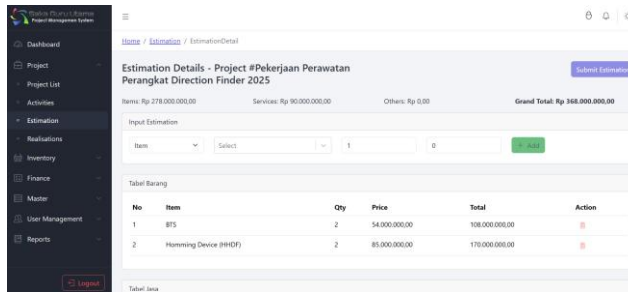 Project Management System
Dashboard
Project
Project List
Activities
Estimation
Realisations
Inventory
Finance
Master
User Management
Reports
Logout
Home / Estimation / EstimationDetail
Estimation Details - Project #Pekerjaan Perawatan
Perangkat Direction Finder 2025
Submit Estimation
Items: Rp 278.000.000,00 Services: Rp 90.000.000,00 Others: Rp 0,00 Grand Total: Rp 368.000.000,00
Input Estimation
Item Select 1 0 + Add
Tabel Barang
No Item Qty Price Total Action
1 BTS 2 54.000.000,00 108.000.000,00
2 Homming Device (HHDF) 2 85.000.000,00 170.000.000,00
Tabel Jasa